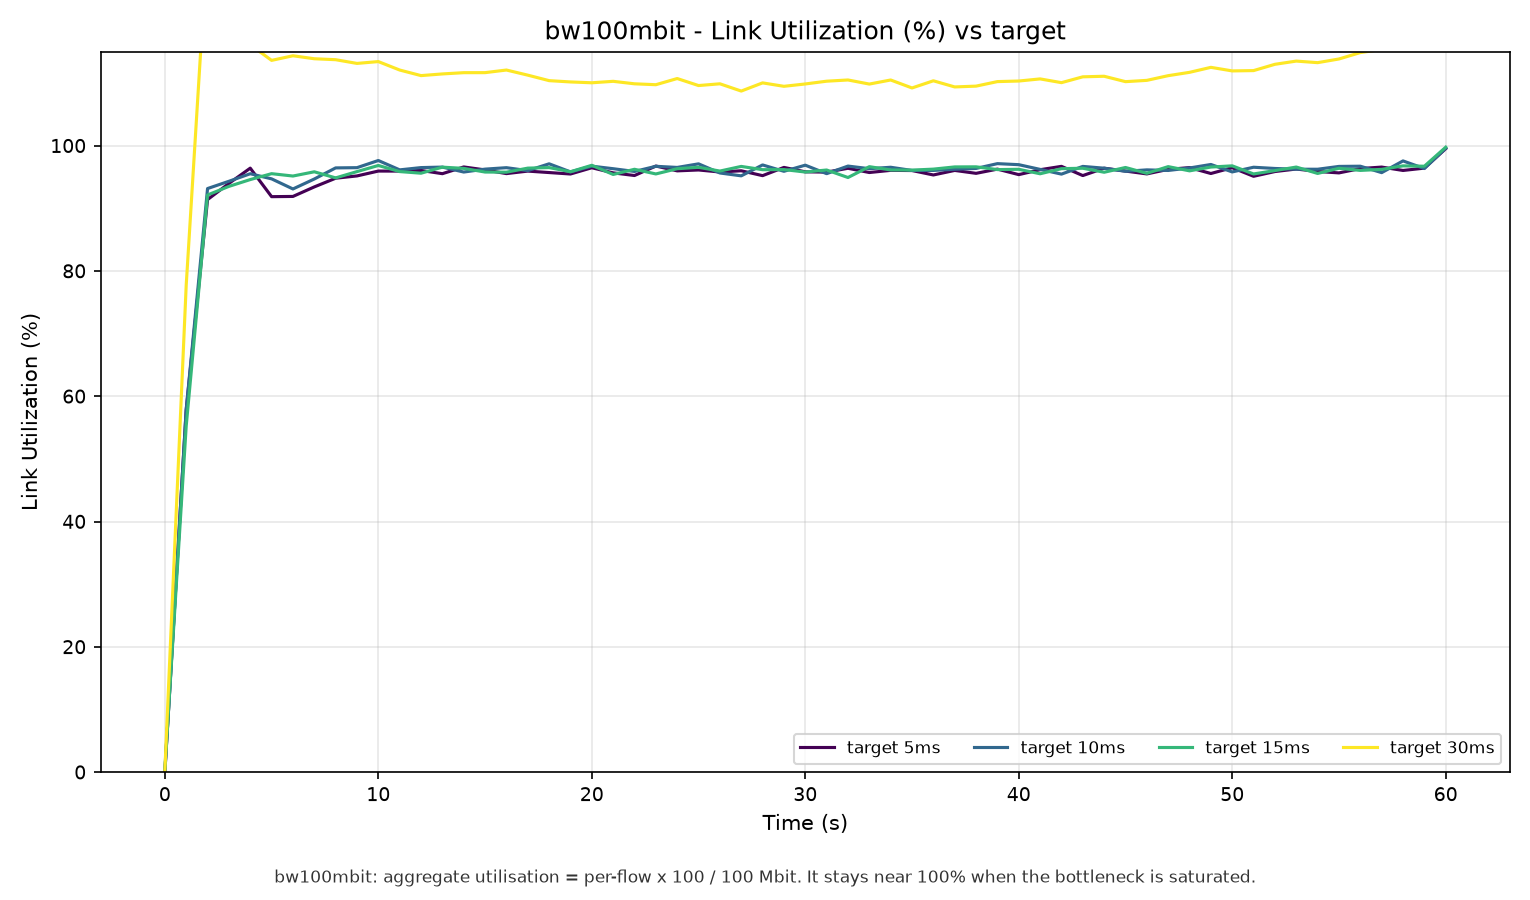 bw100mbit - Link Utilization (%) vs target
Link Utilization (%)
100
80
60
40
20
0
target 5ms
target 10ms
target 15ms
target 30ms
0
10
20
30
40
50
60
Time (s)
bw100mbit: aggregate utilisation = per-flow x 100 / 100 Mbit. It stays near 100% when the bottleneck is saturated.